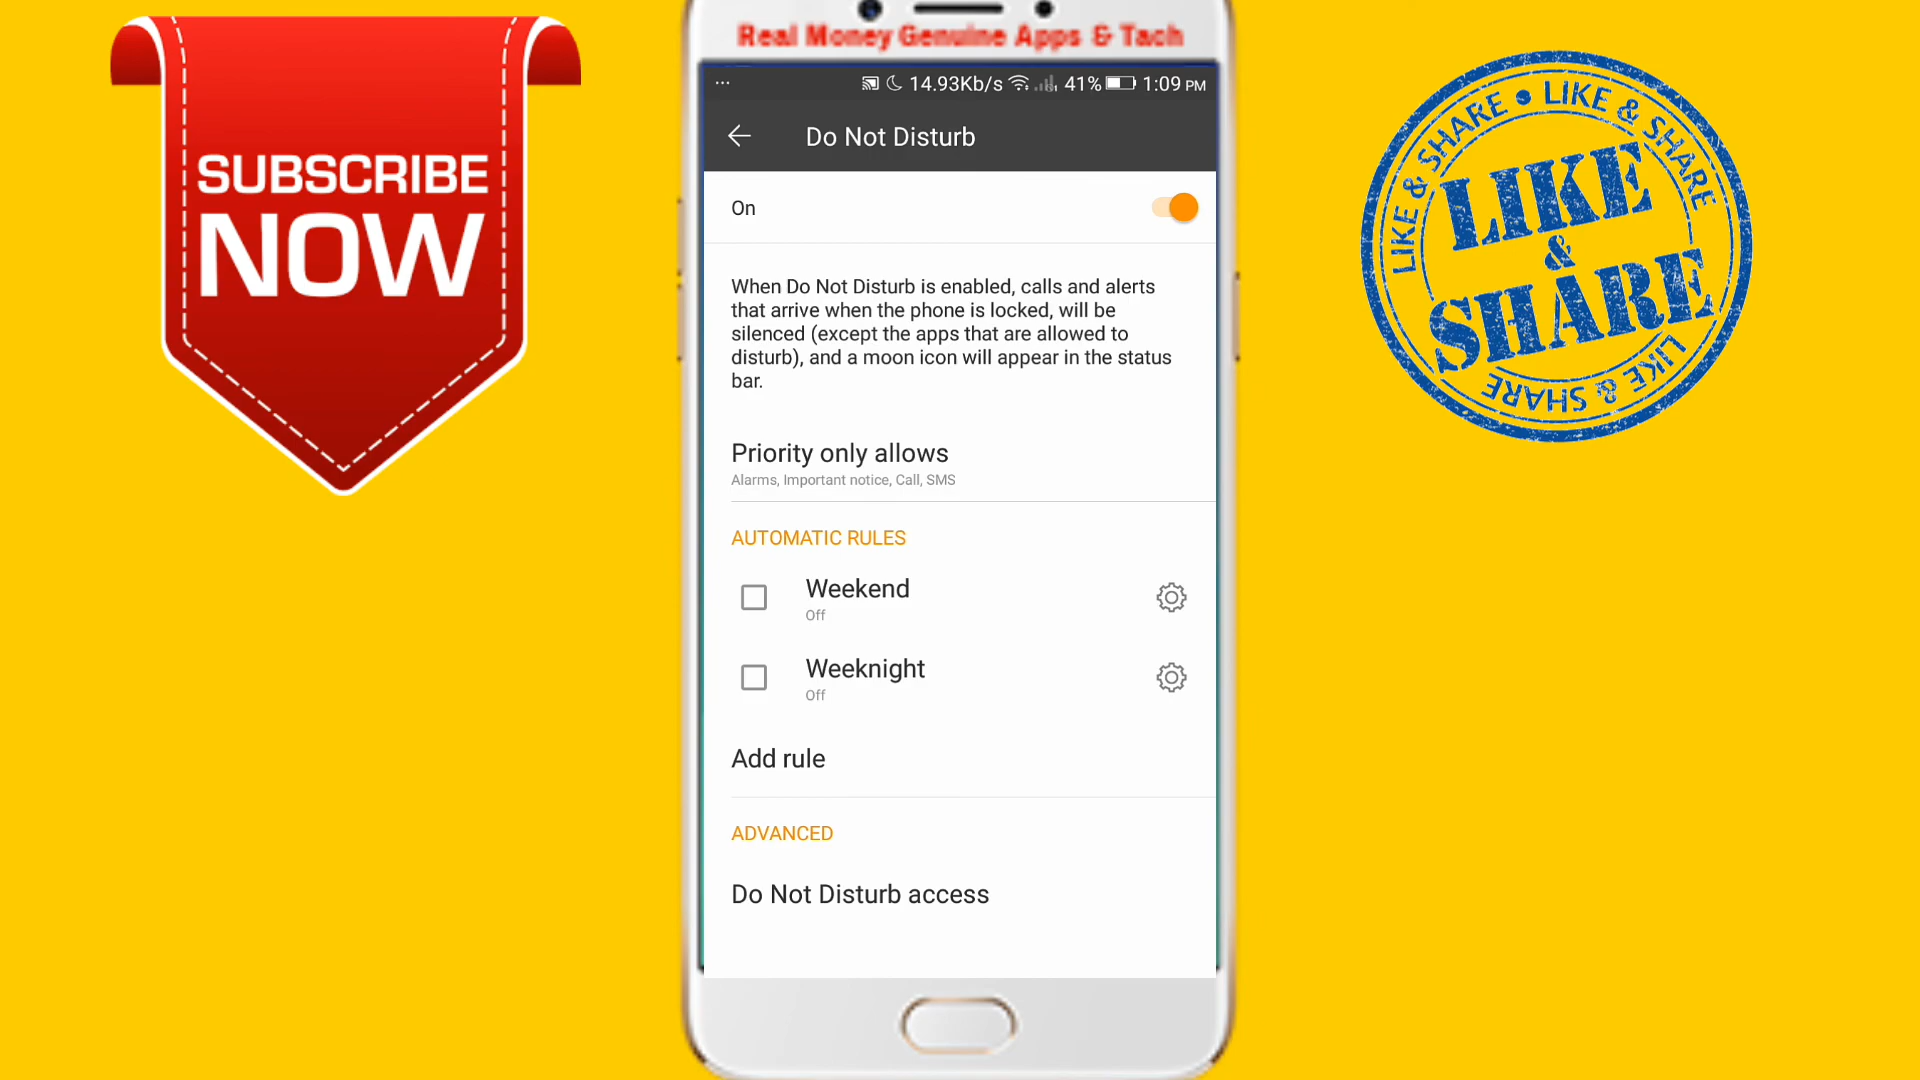 Real Money Genuine Apps & Tach
SUBSCRIBE
NOW
... 14.93Kb/s 41% 1:09 PM
Do Not Disturb
On
When Do Not Disturb is enabled, calls and alerts
that arrive when the phone is locked, will be
silenced (except the apps that are allowed to
disturb), and a moon icon will appear in the status
bar.
Priority only allows
Alarms, Important notice, Call, SMS
AUTOMATIC RULES
Weekend
Off
Weeknight
Off
Add rule
ADVANCED
Do Not Disturb access
LIKE & SHARE • LIKE & SHARE
LIKE
&
SHARE
LIKE & SHARE